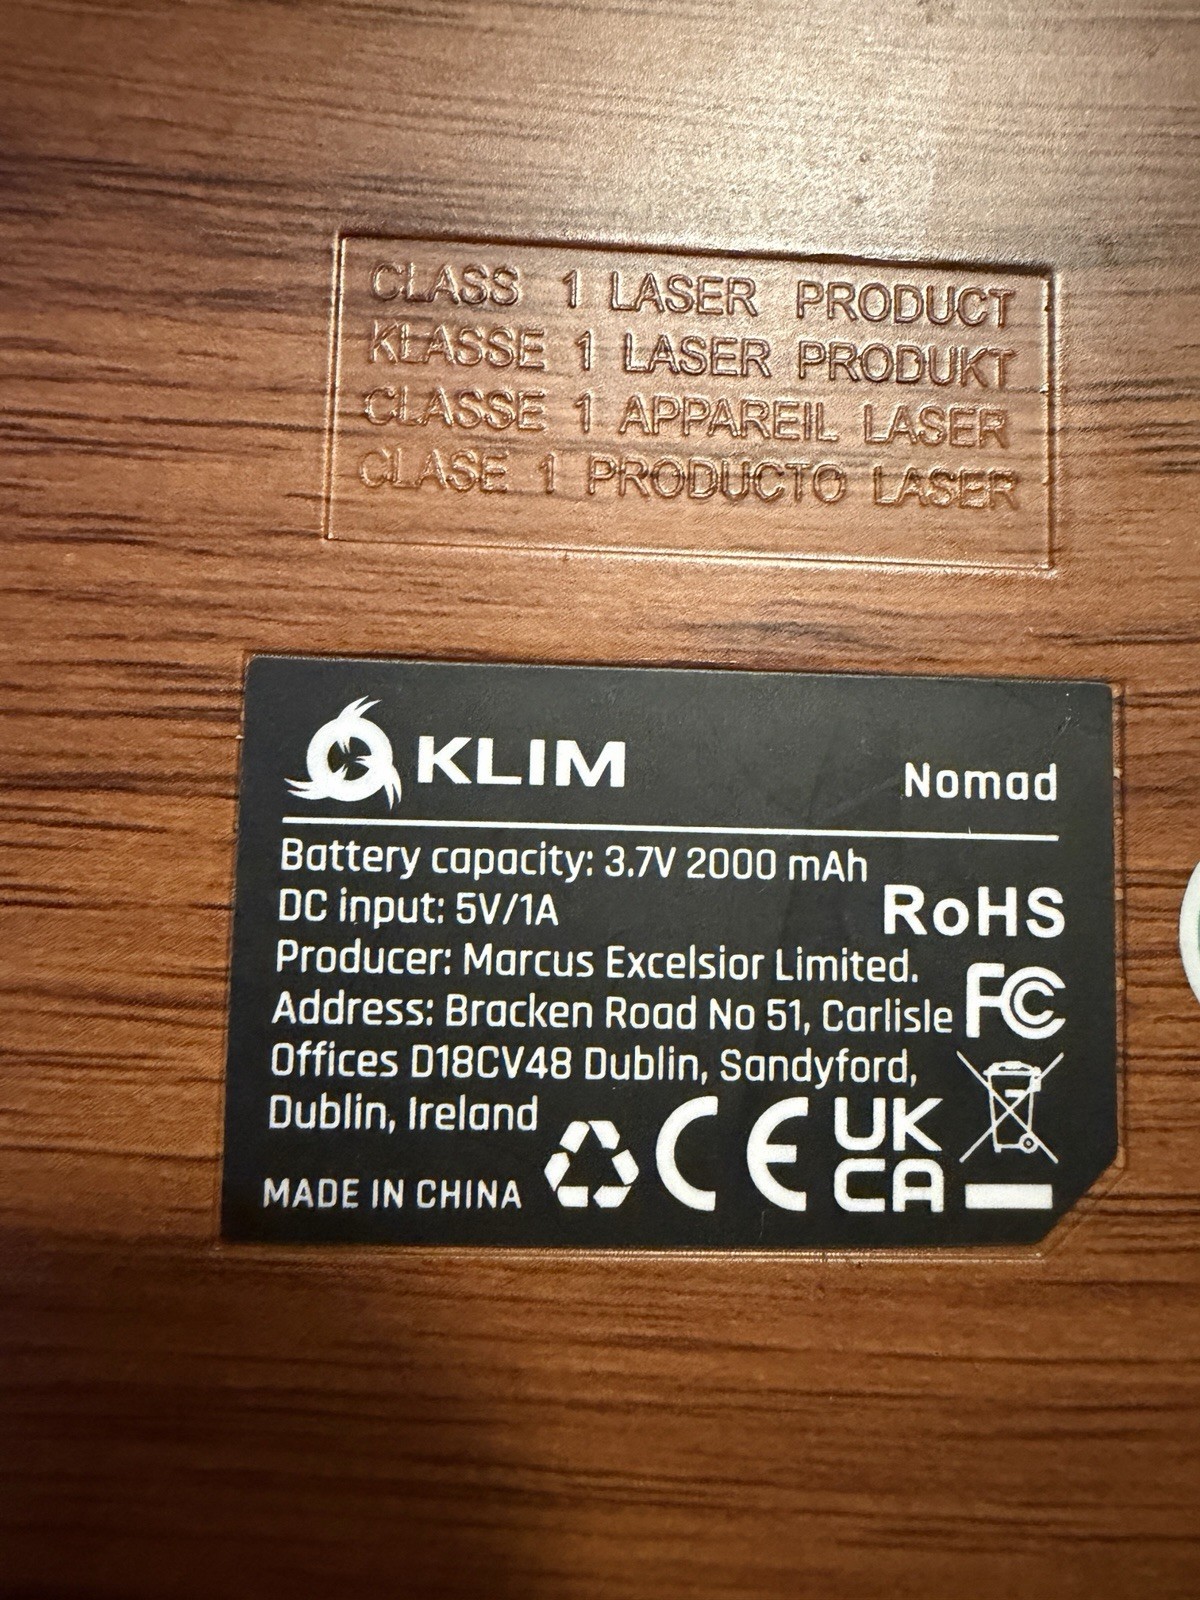 CLASS 1 LASER PRODUCT
KLASSE 1 LASER PRODUKT
CLASSE 1 APPAREIL LASER
CLASE 1 PRODUCTO LASER
KLIM
Nomad
Battery capacity: 3.7V 2000 mAh
DC input: 5V/1A
RoHS
Producer: Marcus Excelsior Limited.
Address: Bracken Road No 51, Carlisle
FC
Offices D18CV48 Dublin, Sandyford,
Dublin, Ireland
CE
UK
CA
MADE IN CHINA